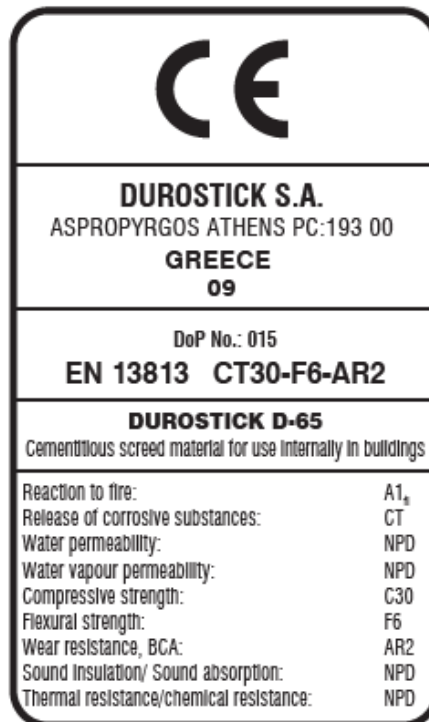 CE
DUROSTICK S.A.
ASPROPYRGOS ATHENS PC:193 00
GREECE
09
DoP No.: 015
EN 13813 CT30-F6-AR2
DUROSTICK D-65
Cementitious screed material for use internally in buildings
Reaction to fire: A1fl
Release of corrosive substances: CT
Water permeability: NPD
Water vapour permeability: NPD
Compressive strength: C30
Flexural strength: F6
Wear resistance, BCA: AR2
Sound insulation/ Sound absorption: NPD
Thermal resistance/chemical resistance: NPD